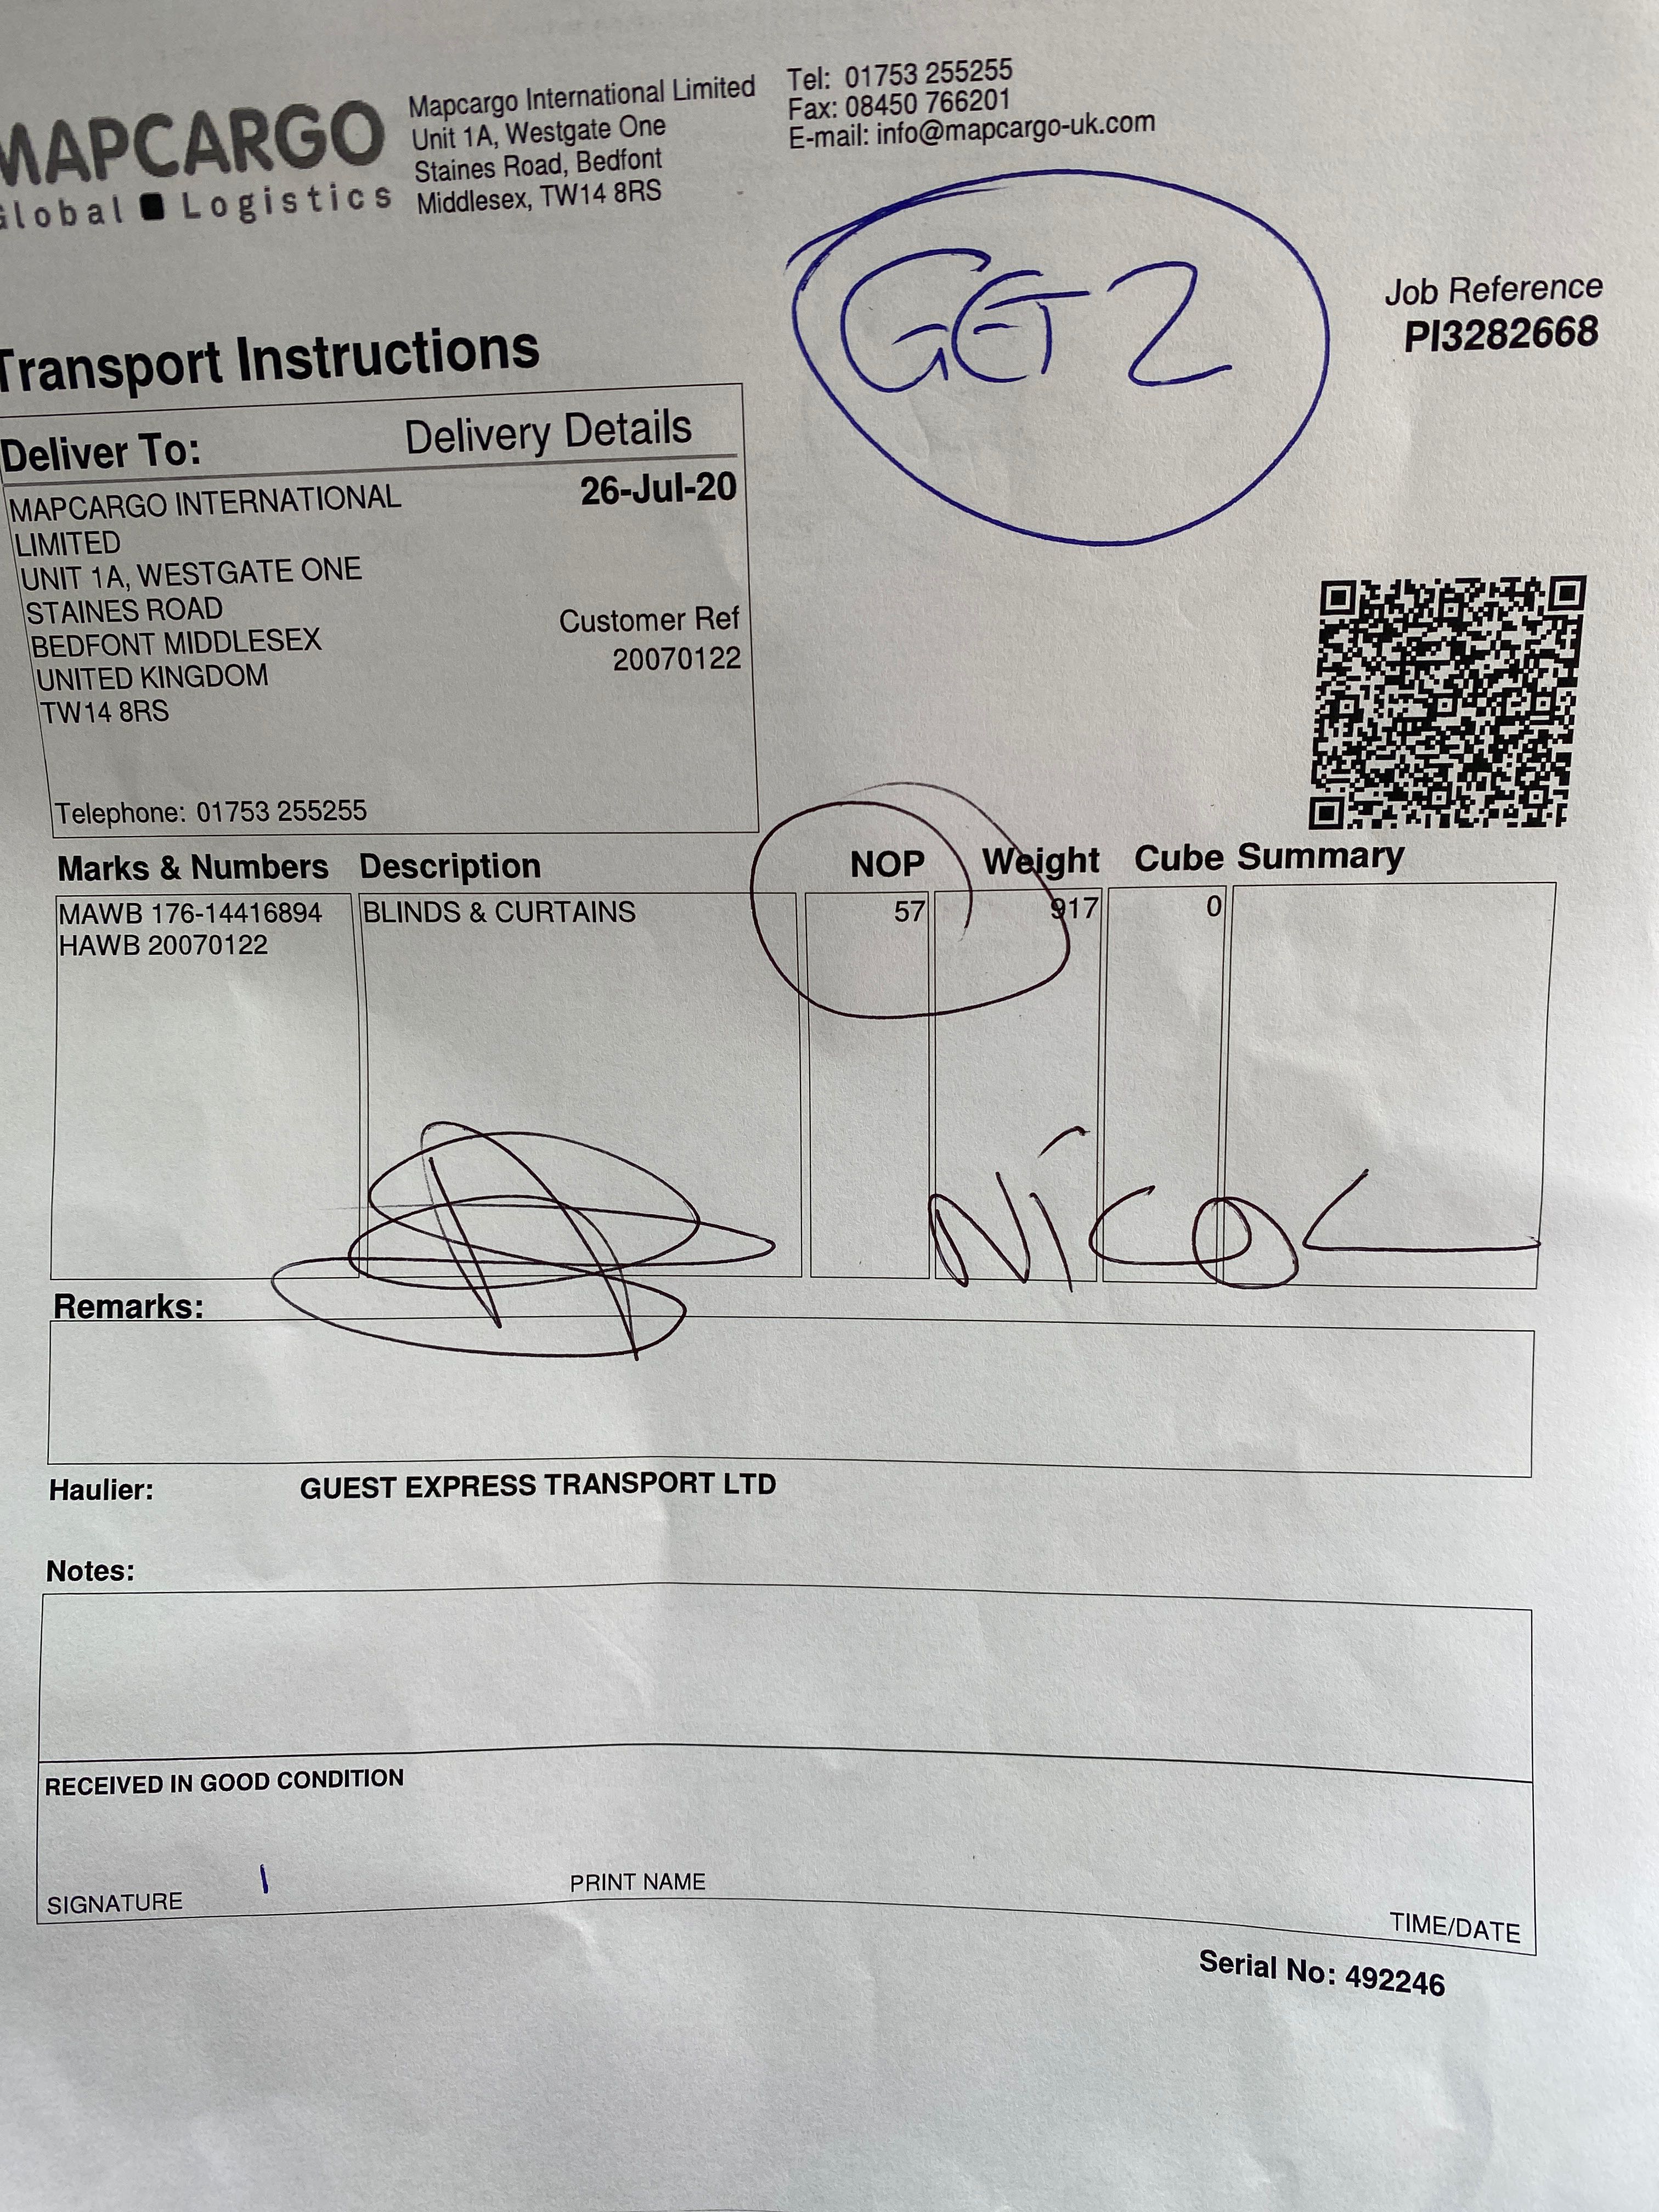 MAPCARGO
Global Logistics
Mapcargo International Limited
Unit 1A, Westgate One
Staines Road, Bedfont
Middlesex, TW14 8RS
Tel: 01753 255255
Fax: 08450 766201
E-mail: info@mapcargo-uk.com
GET 2
Job Reference
PI3282668
Transport Instructions
Deliver To: Delivery Details
26-Jul-20
MAPCARGO INTERNATIONAL
LIMITED
UNIT 1A, WESTGATE ONE
STAINES ROAD
BEDFONT MIDDLESEX
UNITED KINGDOM
TW14 8RS
Customer Ref
20070122
Telephone: 01753 255255
Marks & Numbers Description NOP Weight Cube Summary
MAWB 176-14416894 BLINDS & CURTAINS 57 917 0
HAWB 20070122
NICOL
Remarks:
Haulier: GUEST EXPRESS TRANSPORT LTD
Notes:
RECEIVED IN GOOD CONDITION
SIGNATURE PRINT NAME TIME/DATE
Serial No: 492246